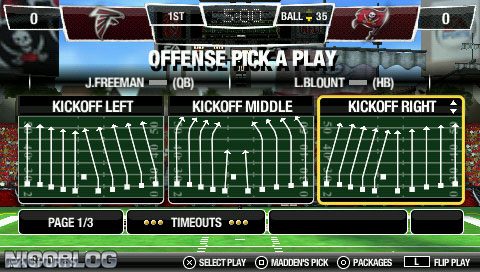 0 1ST 5:00 BALL 35 0
OFFENSE PICK A PLAY
J.FREEMAN (QB) L.BLOUNT (HB)
KICKOFF LEFT KICKOFF MIDDLE KICKOFF RIGHT
PAGE 1/3 TIMEOUTS
NICOBLOG
SELECT PLAY MADDEN'S PICK PACKAGES L FLIP PLAY